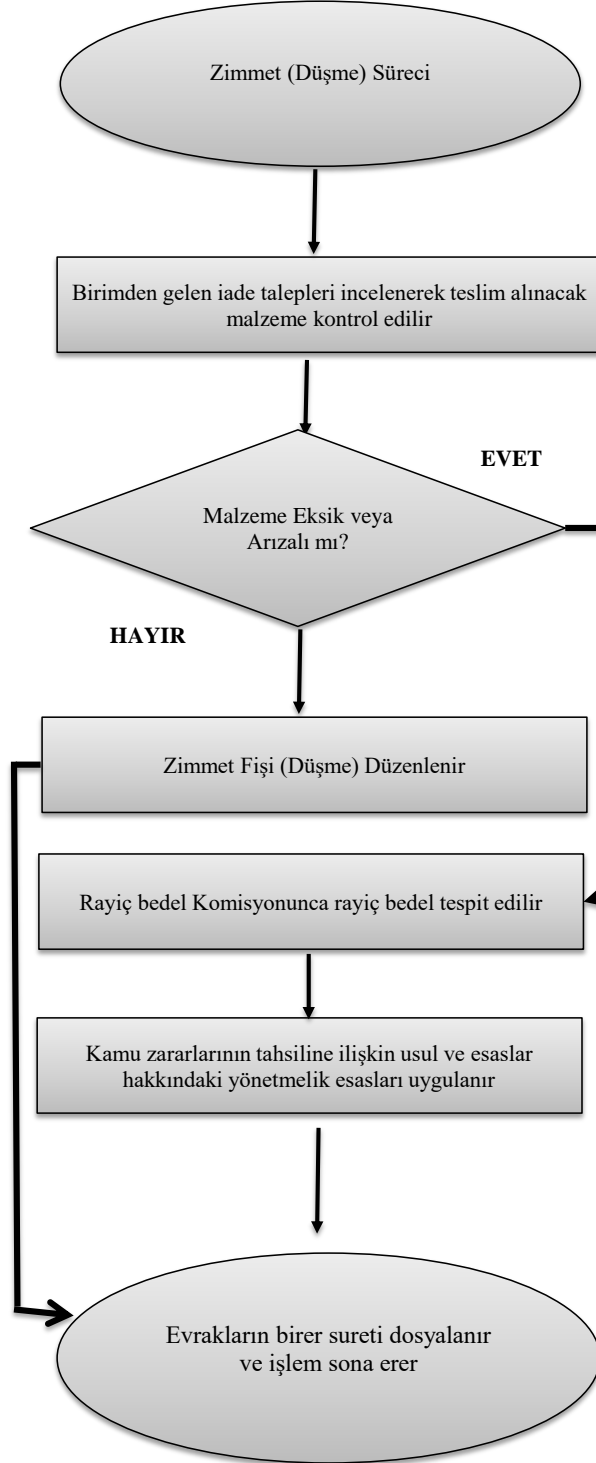 Zimmet (Düşme) Süreci
Birimden gelen iade talepleri incelenerek teslim alınacak
malzeme kontrol edilir
EVET
Malzeme Eksik veya
Arızalı mı?
HAYIR
Zimmet Fişi (Düşme) Düzenlenir
Rayiç bedel Komisyonunca rayiç bedel tespit edilir
Kamu zararlarının tahsiline ilişkin usul ve esaslar
hakkındaki yönetmelik esasları uygulanır
Evrakların birer sureti dosyalanır
ve işlem sona erer